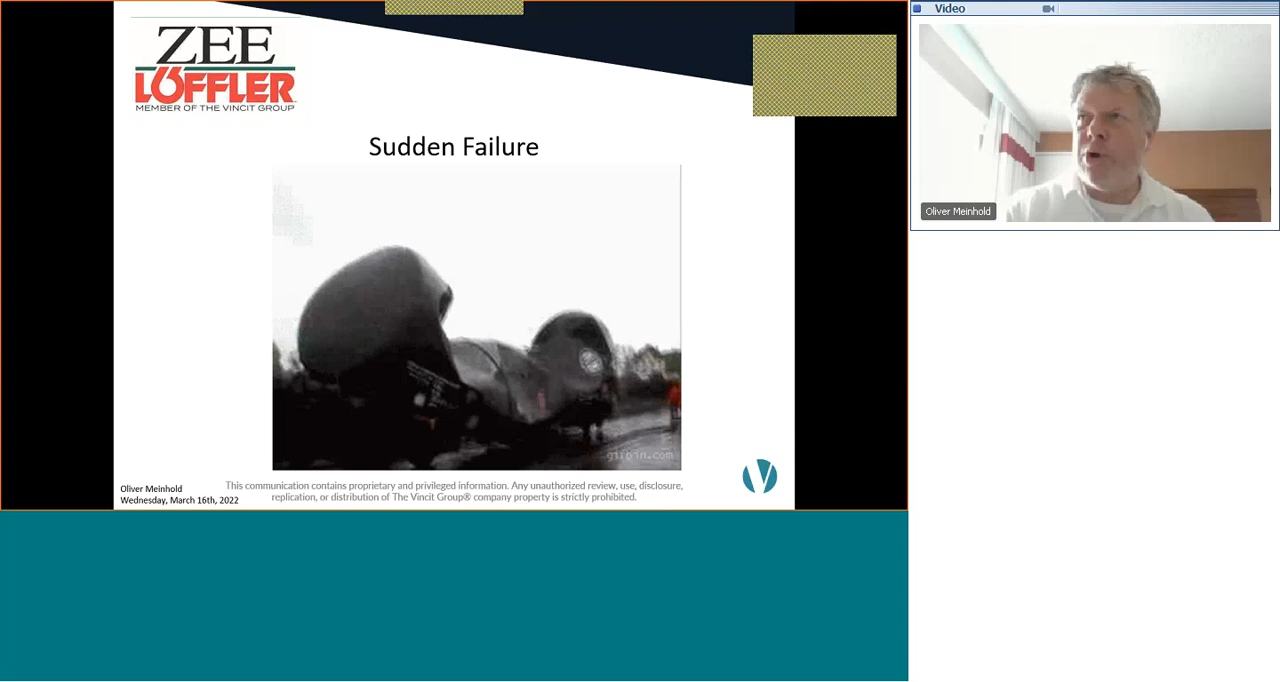 ZEE
LÖFFLER
MEMBER OF THE VINCIT GROUP
Sudden Failure
girpin.com
Oliver Meinhold
Wednesday, March 16th, 2022
This communication contains proprietary and privileged information. Any unauthorized review, use, disclosure,
replication, or distribution of The Vincit Group® company property is strictly prohibited.
Video
Oliver Meinhold